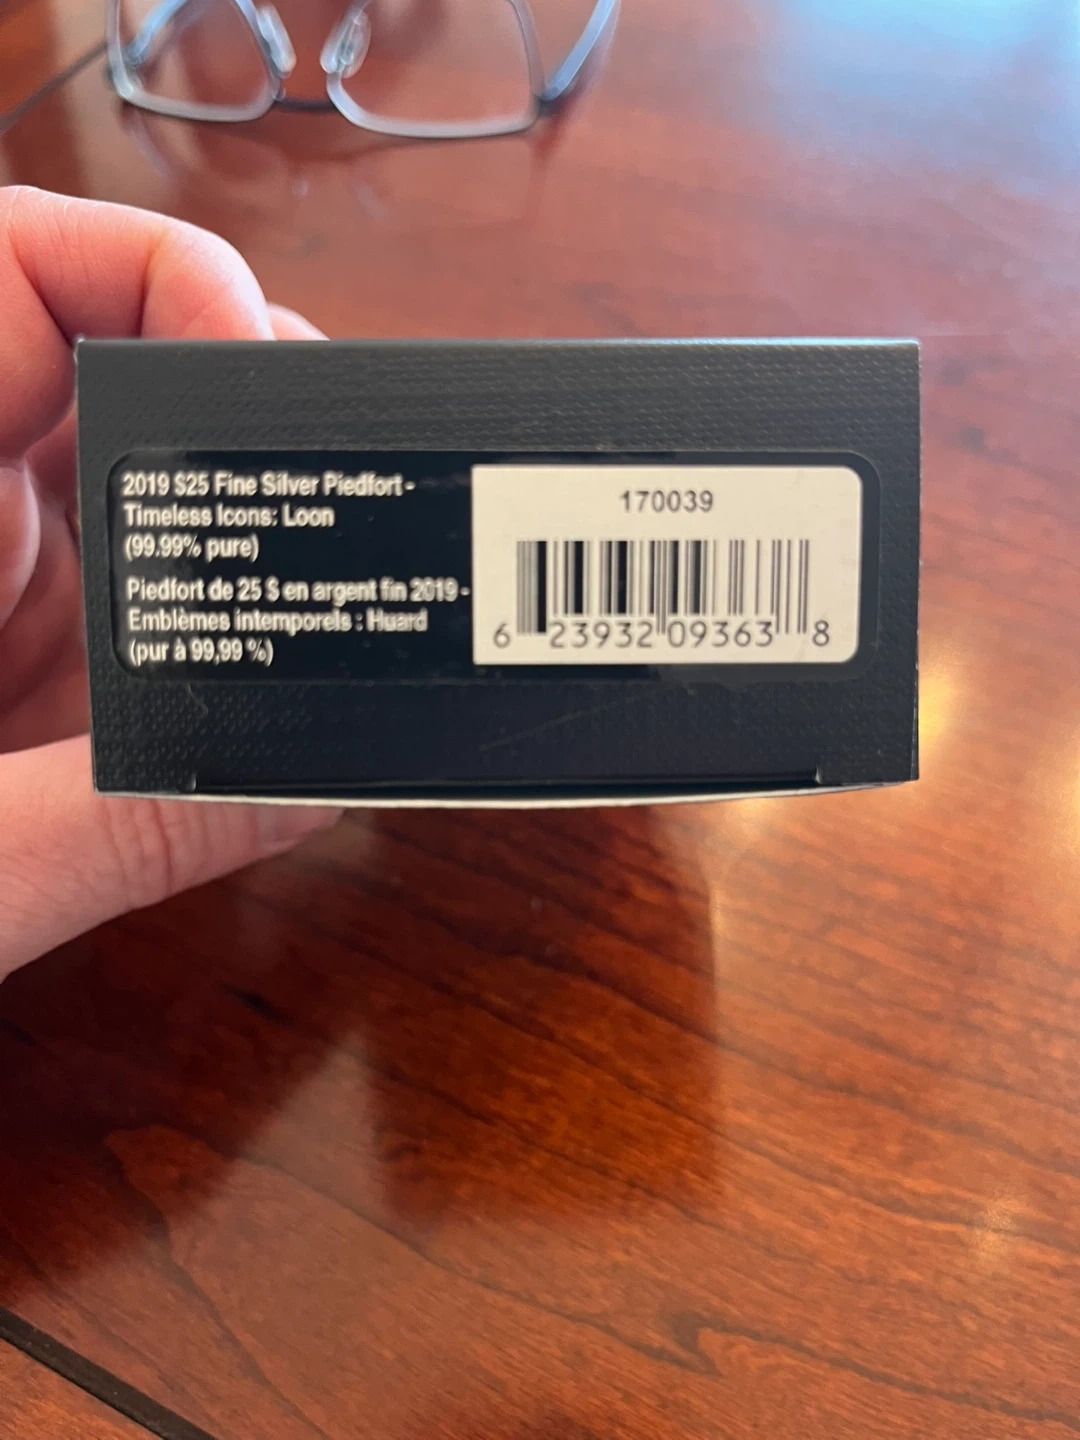 2019 $25 Fine Silver Piedfort -
Timeless Icons: Loon
(99.99% pure)
Piedfort de 25 $ en argent fin 2019 -
Emblèmes intemporels : Huard
(pur à 99,99 %)
170039
6 23932 09363 8